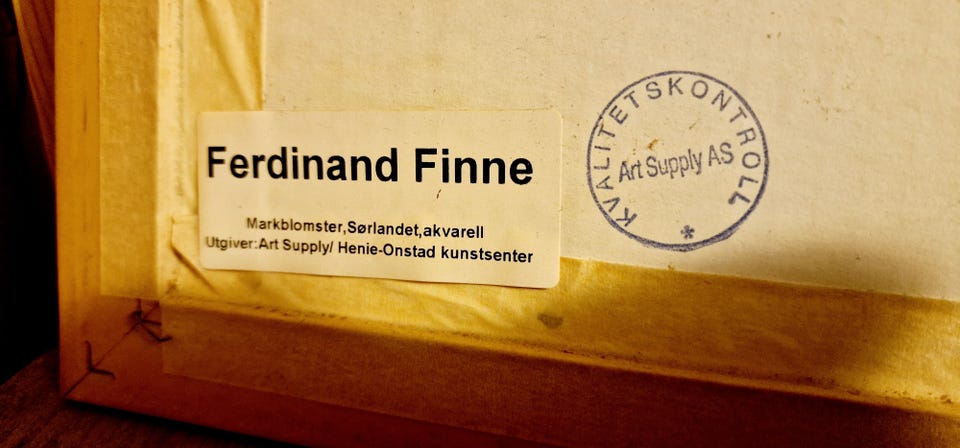 Ferdinand Finne
Markblomster,Sørlandet,akvarell
Utgiver:Art Supply/ Henie-Onstad kunstsenter
KVALITETSKONTROLL
Art Supply AS
*